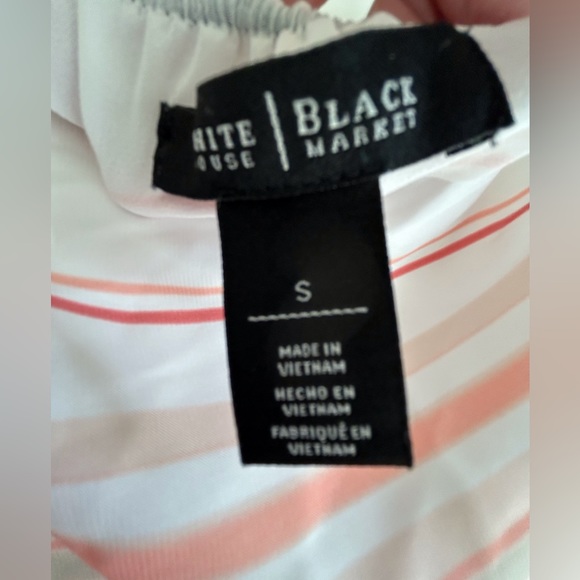 HITE | BLACK
OUSE | MARKET
S
MADE IN
VIETNAM
HECHO EN
VIETNAM
FABRIQUÉ EN
VIETNAM